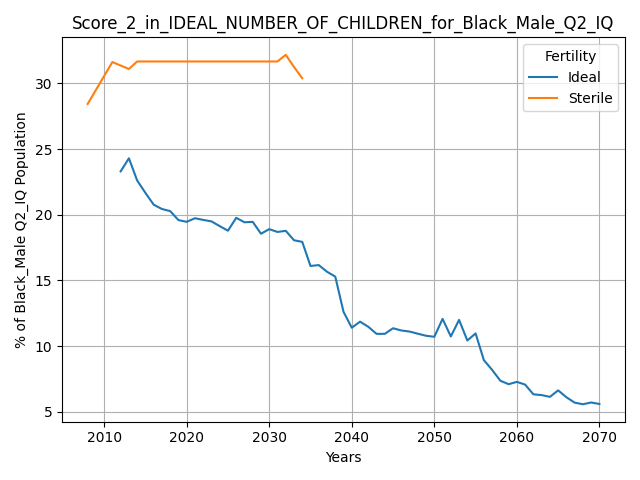 Score_2_in_IDEAL_NUMBER_OF_CHILDREN_for_Black_Male_Q2_IQ
Fertility
Ideal
Sterile
% of Black_Male Q2_IQ Population
30
25
20
15
10
5
2010 2020 2030 2040 2050 2060 2070
Years